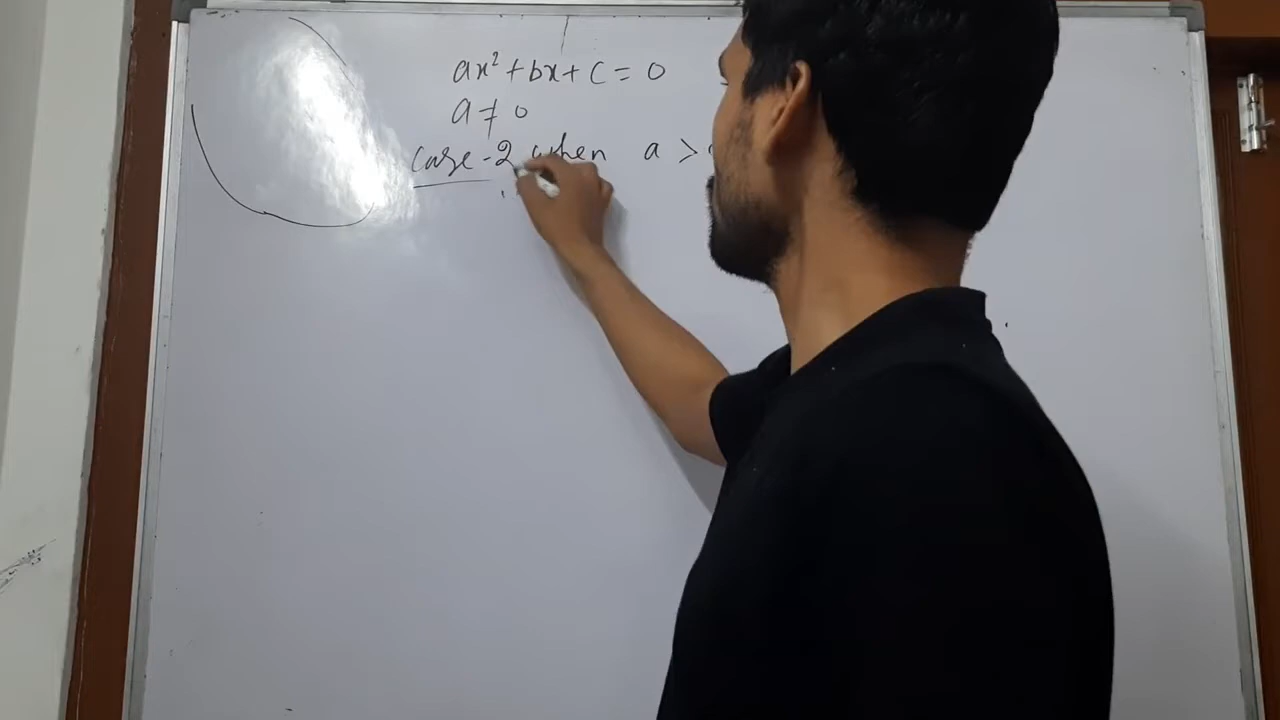 ax² + bx + c = 0
a ≠ 0
case - 2 when a >